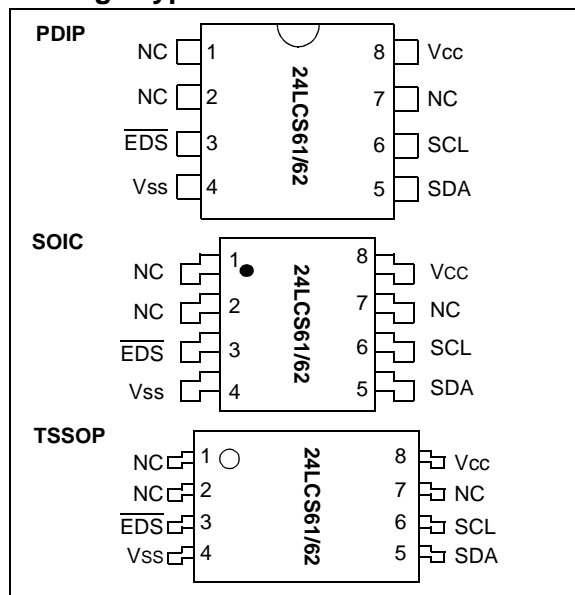 PDIP
NC 1 8 Vcc
NC 2 7 NC
EDS 3 6 SCL
Vss 4 5 SDA
24LCS61/62
SOIC
NC 1 8 Vcc
NC 2 7 NC
EDS 3 6 SCL
Vss 4 5 SDA
24LCS61/62
TSSOP
NC 1 8 Vcc
NC 2 7 NC
EDS 3 6 SCL
Vss 4 5 SDA
24LCS61/62